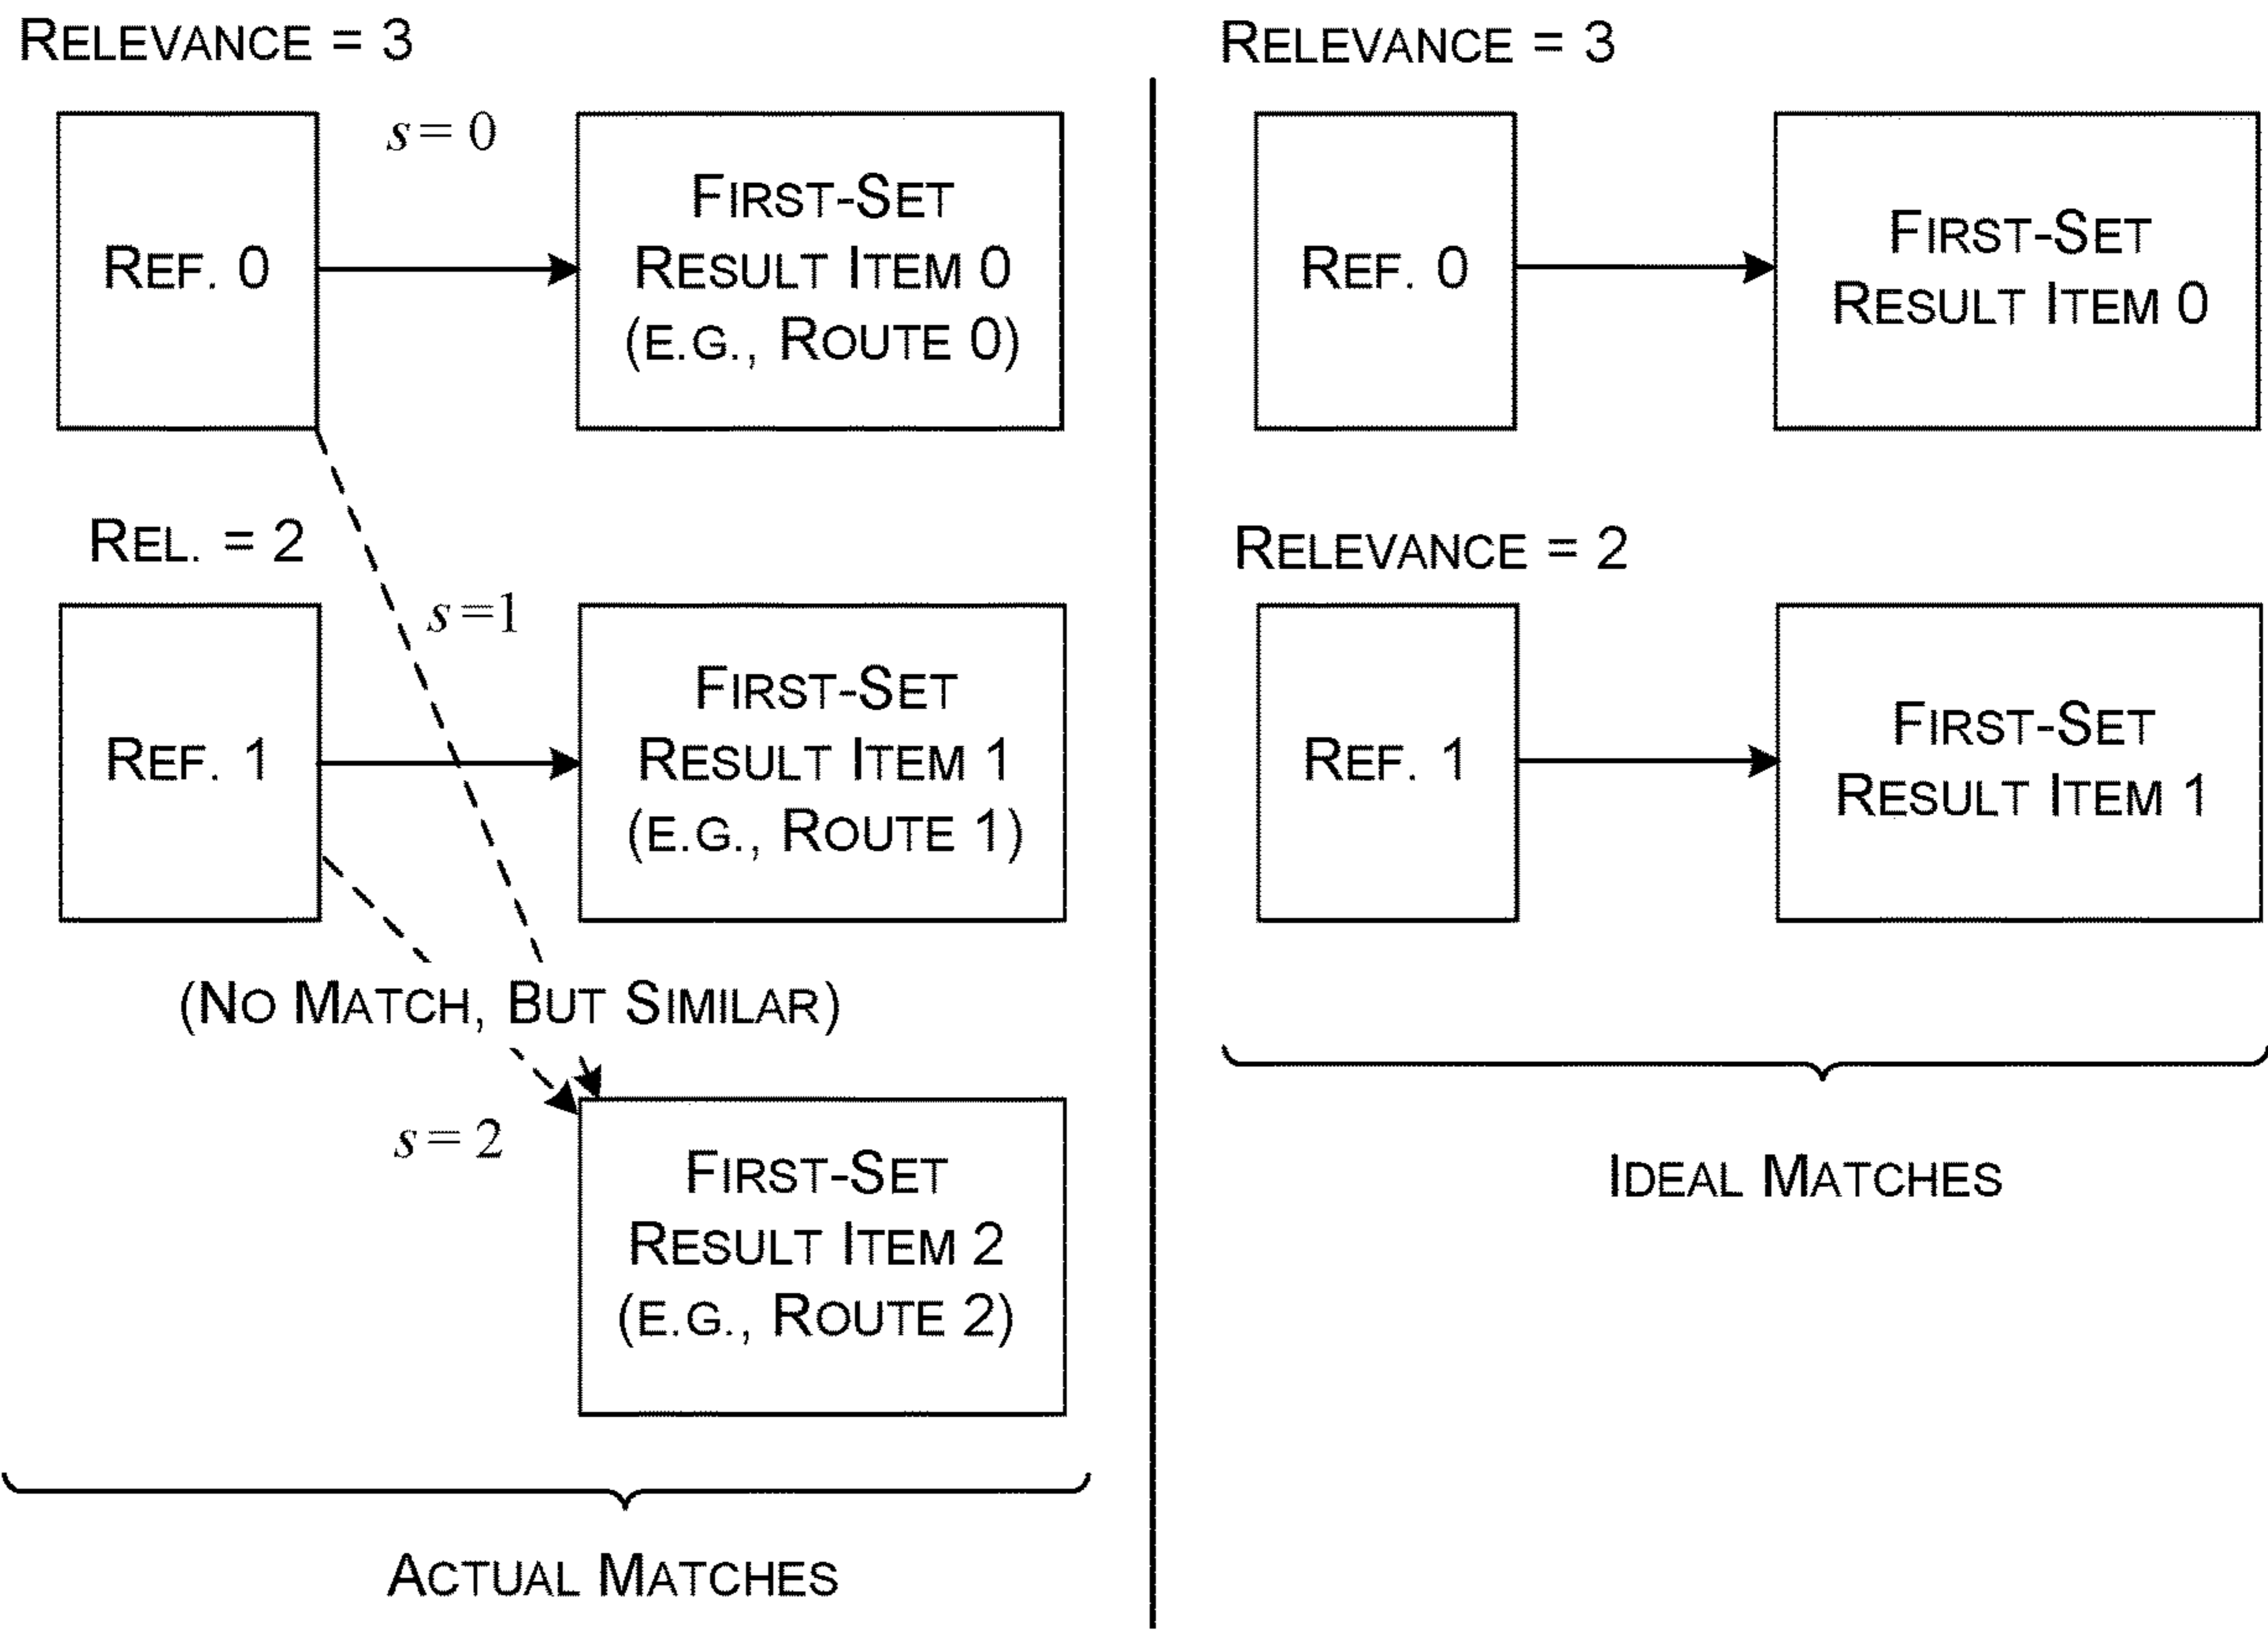 RELEVANCE = 3
s = 0
REF. 0
FIRST-SET
RESULT ITEM 0
(E.G., ROUTE 0)
REL. = 2
s =1
REF. 1
FIRST-SET
RESULT ITEM 1
(E.G., ROUTE 1)
(NO MATCH, BUT SIMILAR)
s = 2
FIRST-SET
RESULT ITEM 2
(E.G., ROUTE 2)
ACTUAL MATCHES
RELEVANCE = 3
REF. 0
FIRST-SET
RESULT ITEM 0
RELEVANCE = 2
REF. 1
FIRST-SET
RESULT ITEM 1
IDEAL MATCHES